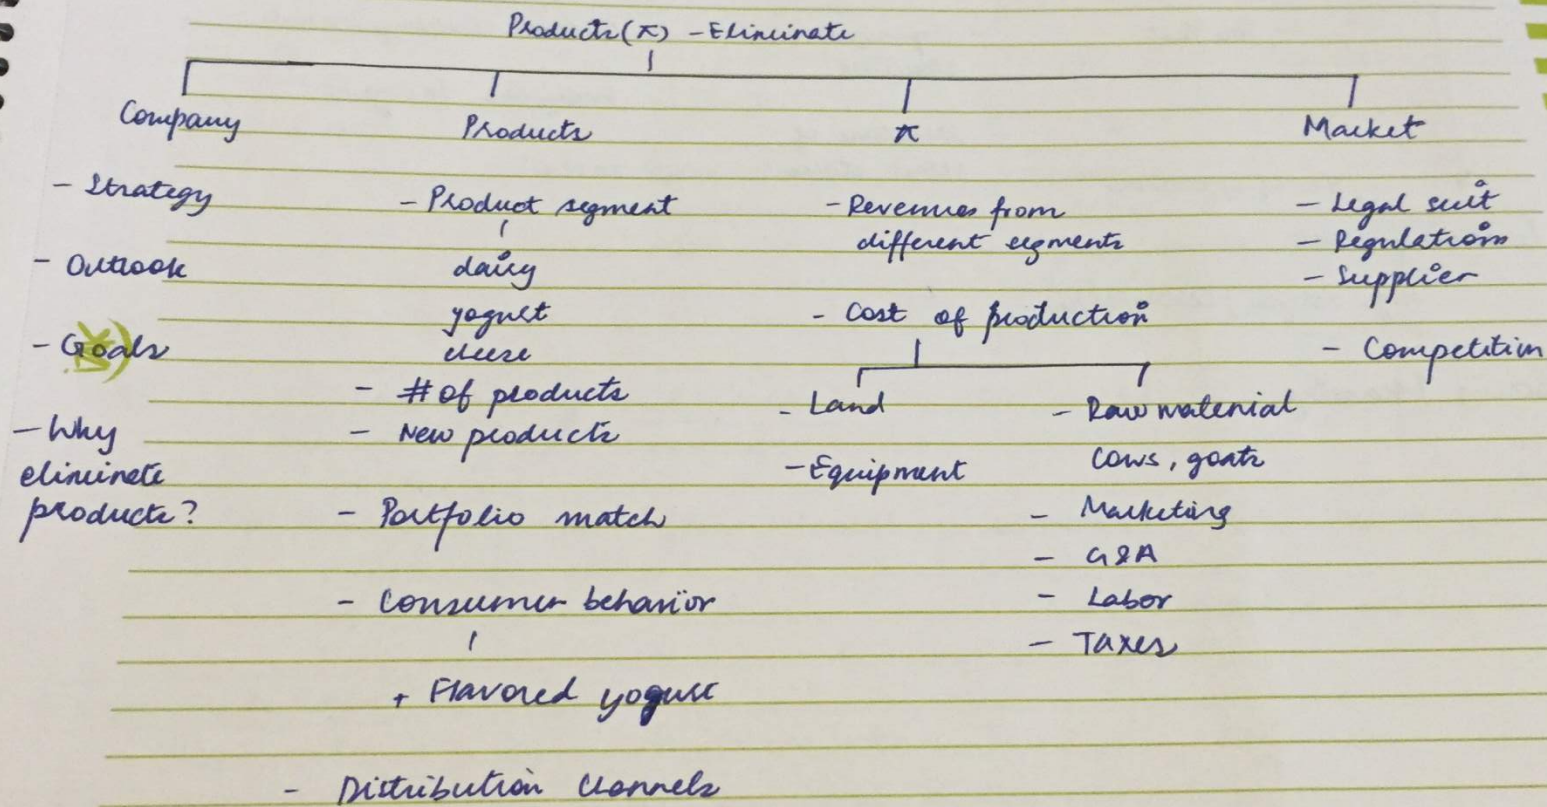 Products (π) - Eliminate
Company
Products
π
Market
- Strategy
- Outlook
- Goals
- Why
eliminate
products?
- Product segment
dairy
yogurt
cheese
- # of products
- New products
- Portfolio match
- Consumer behavior
+ Flavored yogurt
- Distribution Channels
- Revenues from
different segments
- Cost of production
- Land
- Equipment
- Raw material
cows, goats
- Marketing
- G&A
- Labor
- Taxes
- Legal suit
- Regulations
- Supplier
- Competition